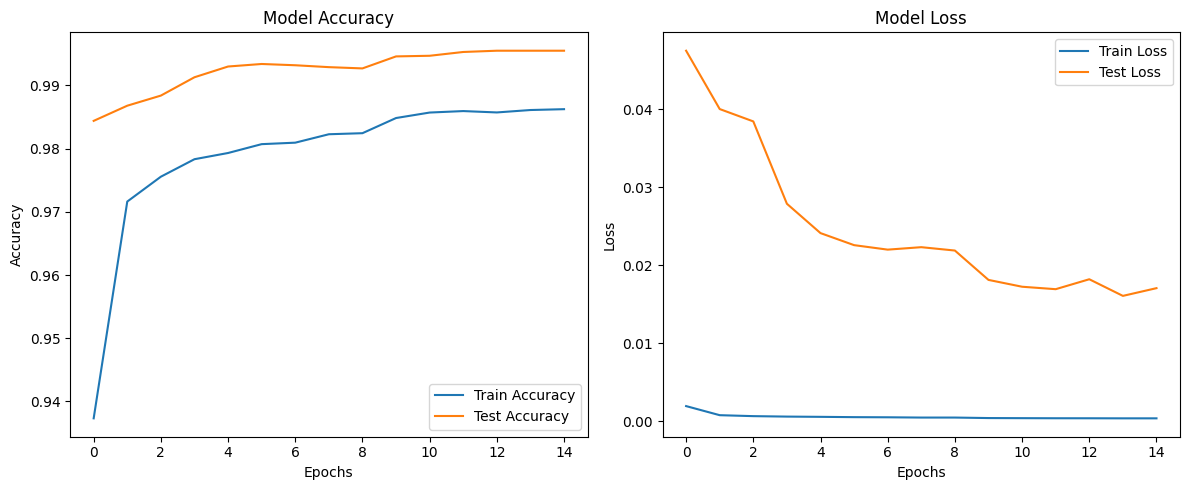 Model Accuracy
Accuracy
0.99
0.98
0.97
0.96
0.95
0.94
0 2 4 6 8 10 12 14
Epochs
Train Accuracy
Test Accuracy
Model Loss
Loss
0.04
0.03
0.02
0.01
0.00
0 2 4 6 8 10 12 14
Epochs
Train Loss
Test Loss